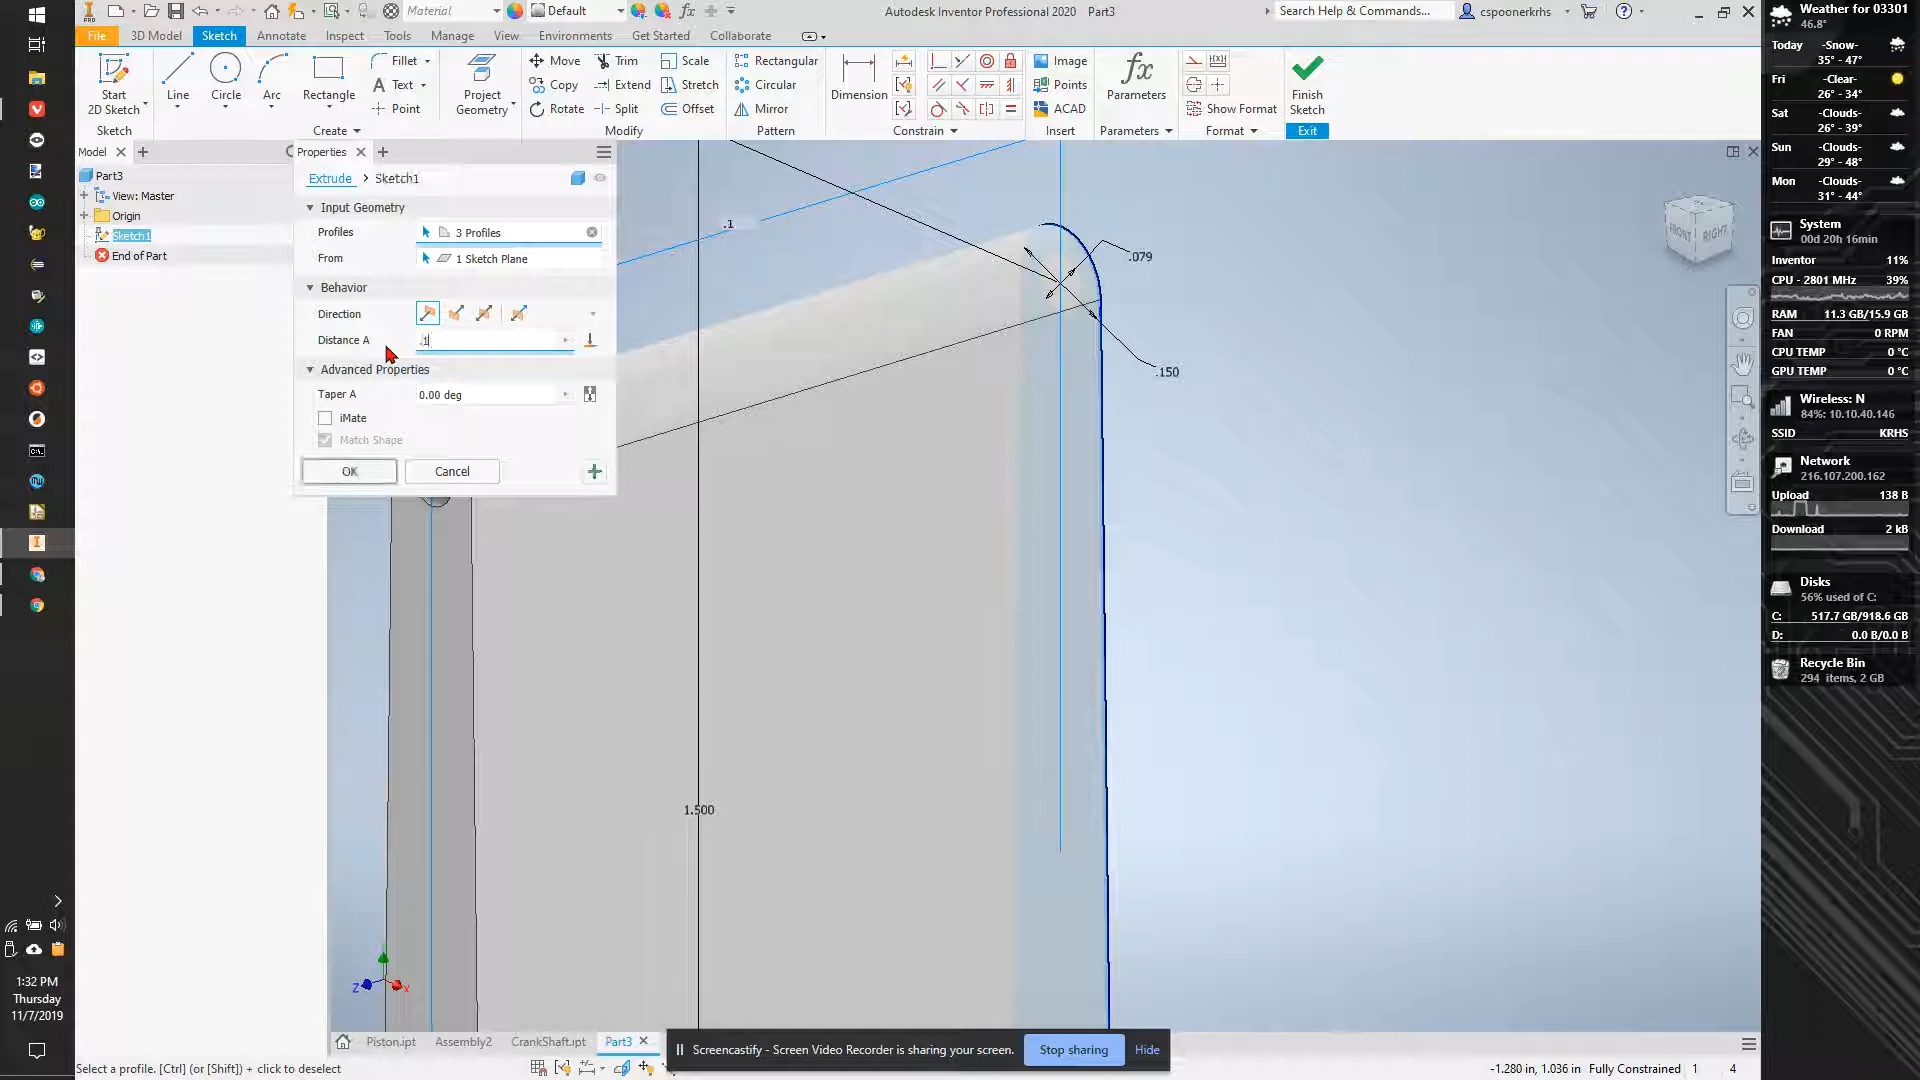 Material
Default
Autodesk Inventor Professional 2020 Part3
Search Help & Commands...
cspoonerkrhs
File 3D Model Sketch Annotate Inspect Tools Manage View Environments Get Started Collaborate
Start 2D Sketch
Line
Circle
Arc
Rectangle
Fillet
Text
Point
Project Geometry
Move Trim Scale
Copy Extend Stretch
Rotate Split Offset
Rectangular
Circular
Mirror
Dimension
Image
Points
ACAD
Parameters
Show Format
Finish Sketch
Sketch Create Modify Pattern Constrain Insert Parameters Format Exit
Model
Part3
View: Master
Origin
Sketch1
End of Part
Properties
Extrude > Sketch1
Input Geometry
Profiles 3 Profiles
From 1 Sketch Plane
Behavior
Direction
Distance A .1
Advanced Properties
Taper A 0.00 deg
iMate
Match Shape
OK Cancel
.1
.079
.150
1.500
FRONT RIGHT
Z X
Piston.ipt Assembly2 CrankShaft.ipt Part3
Screencastify - Screen Video Recorder is sharing your screen. Stop sharing Hide
Select a profile. [Ctrl] (or [Shift]) + click to deselect
-1.280 in, 1.036 in Fully Constrained 1 4
1:32 PM
Thursday
11/7/2019
Weather for 03301
46.8°
Today -Snow-
35° - 47°
Fri -Clear-
26° - 34°
Sat -Clouds-
26° - 39°
Sun -Clouds-
29° - 48°
Mon -Clouds-
31° - 44°
System
00d 20h 16min
Inventor 11%
CPU - 2801 MHz 39%
RAM 11.3 GB/15.9 GB
FAN 0 RPM
CPU TEMP 0 °C
GPU TEMP 0 °C
Wireless: N
84%: 10.10.40.146
SSID KRHS
Network
216.107.200.162
Upload 138 B
Download 2 kB
Disks
56% used of C:
C: 517.7 GB/918.6 GB
D: 0.0 B/0.0 B
Recycle Bin
294 items, 2 GB